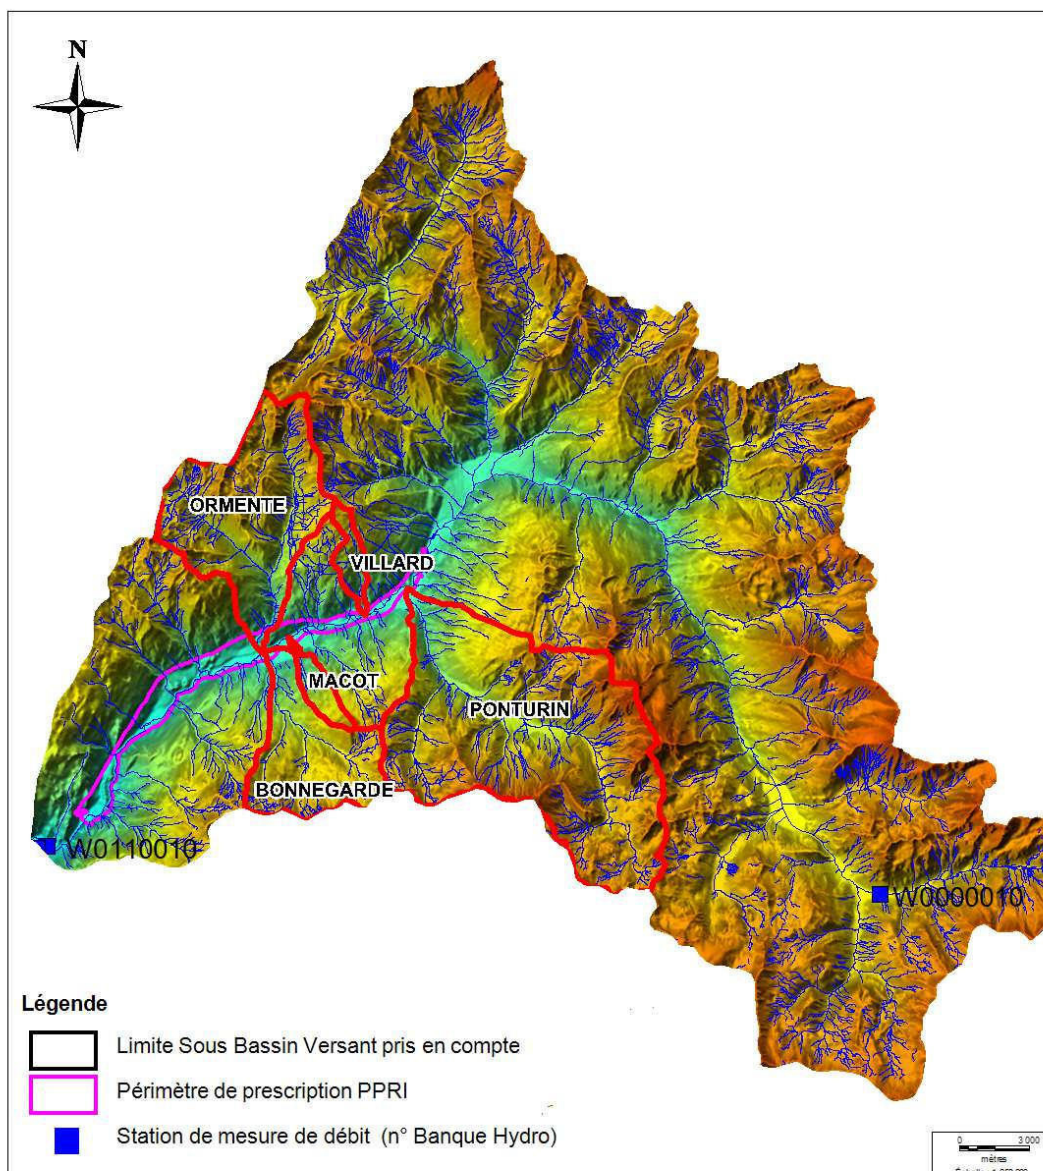 N
ORMENTE
VILLARD
MACOT
PONTURIN
BONNEGARDE
W0110010
W0000010
Légende
Limite Sous Bassin Versant pris en compte
Périmètre de prescription PPRI
Station de mesure de débit (n° Banque Hydro)
0 3 000
mètres